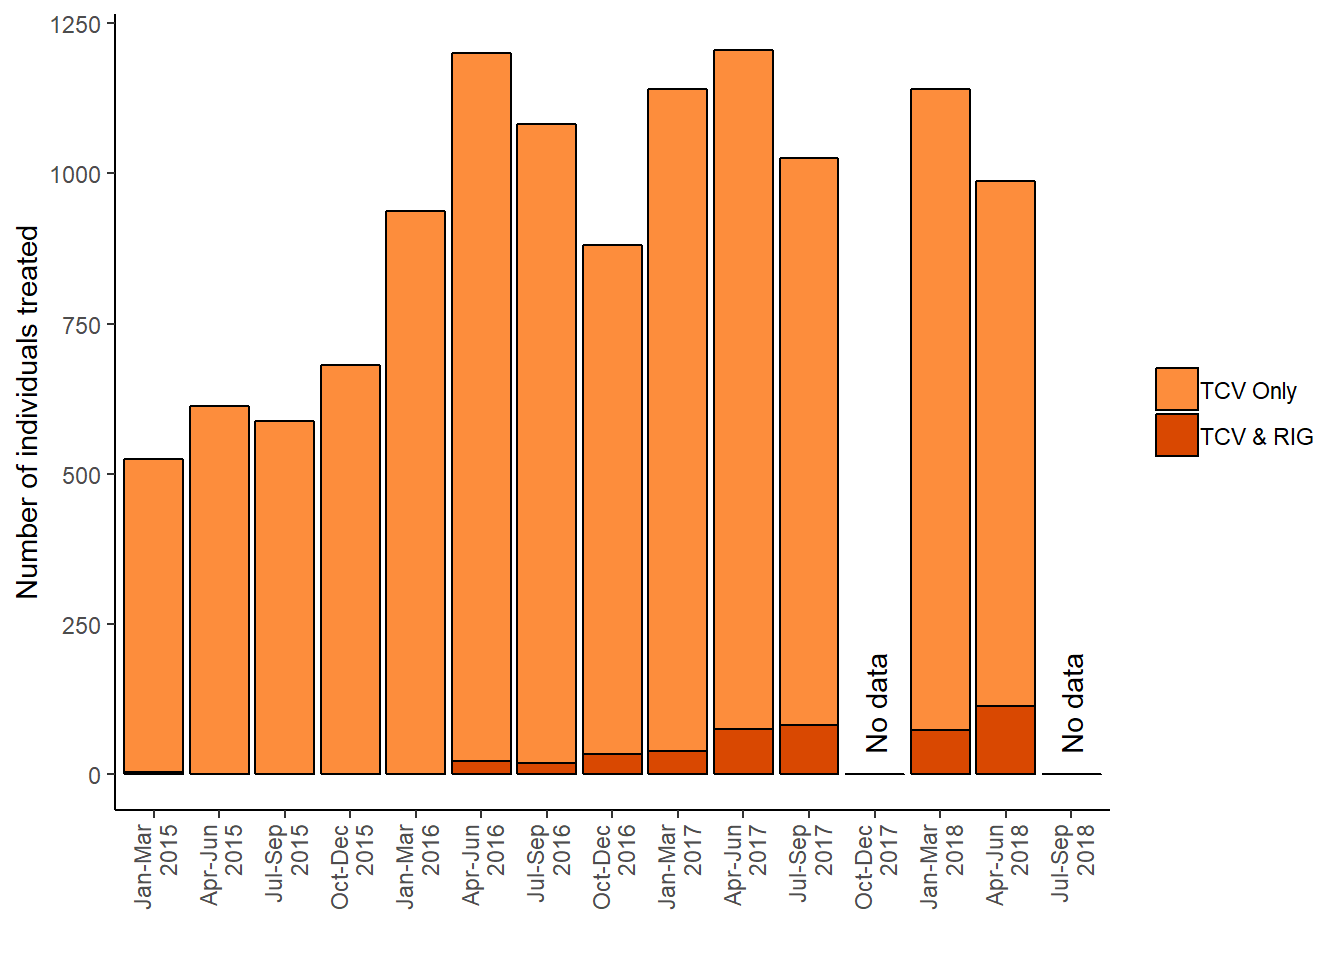 Number of individuals treated
1250
1000
750
500
250
0
No data
No data
Jan-Mar
2015
Apr-Jun
2015
Jul-Sep
2015
Oct-Dec
2015
Jan-Mar
2016
Apr-Jun
2016
Jul-Sep
2016
Oct-Dec
2016
Jan-Mar
2017
Apr-Jun
2017
Jul-Sep
2017
Oct-Dec
2017
Jan-Mar
2018
Apr-Jun
2018
Jul-Sep
2018
TCV Only
TCV & RIG